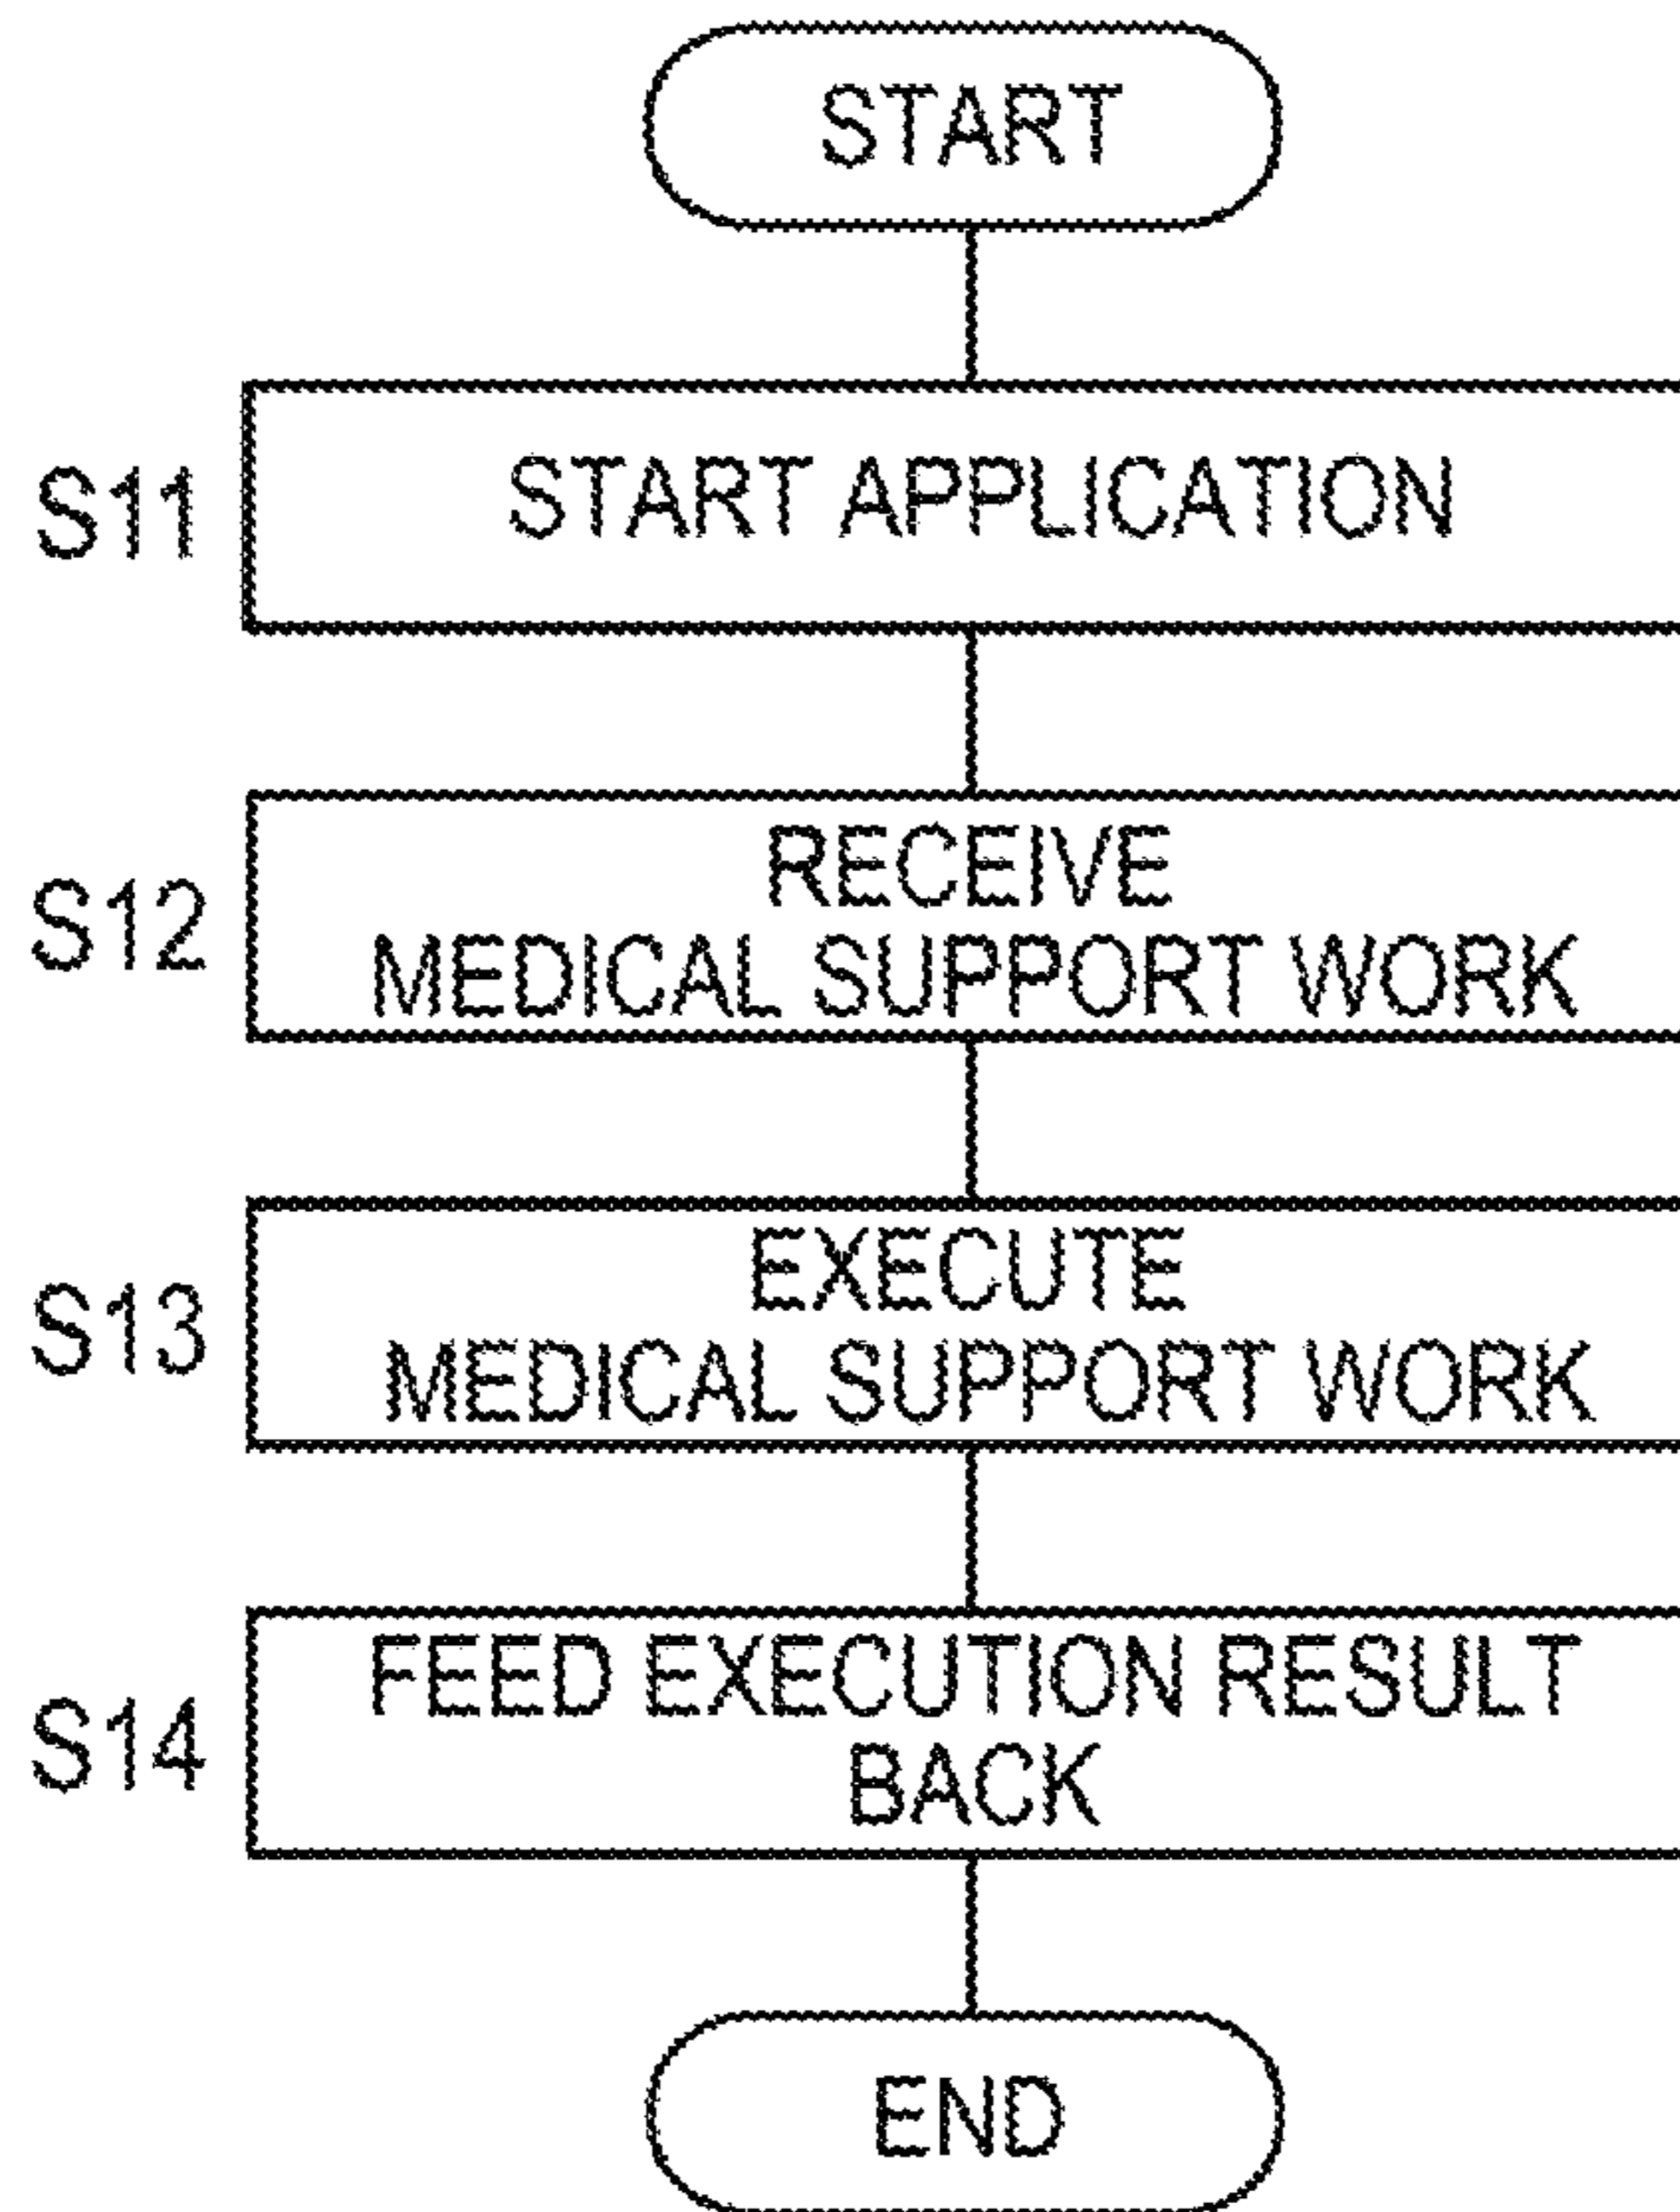 START
S11
START APPLICATION
S12
RECEIVE
MEDICAL SUPPORT WORK
S13
EXECUTE
MEDICAL SUPPORT WORK
S14
FEED EXECUTION RESULT
BACK
END